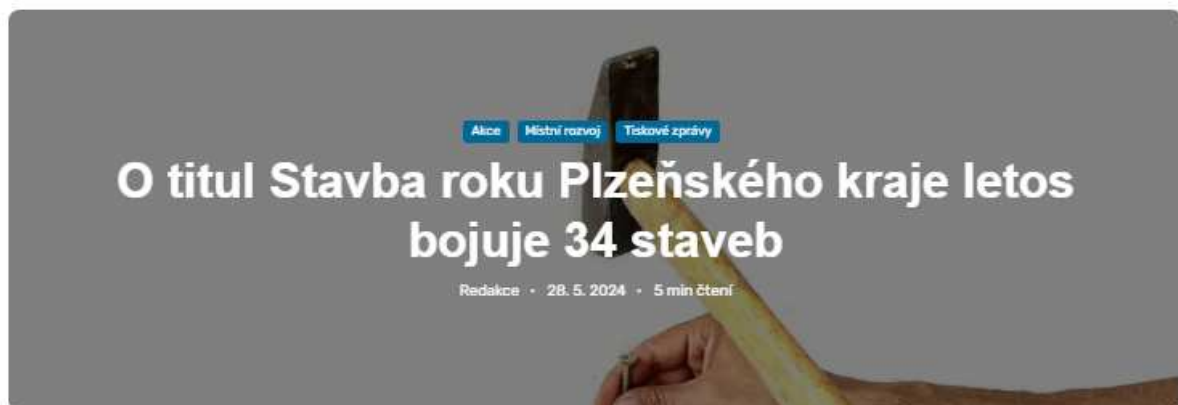 Akce Místní rozvoj Tiskové zprávy
O titul Stavba roku Plzeňského kraje letos
bojuje 34 staveb
Redakce • 28. 5. 2024 • 5 min čtení